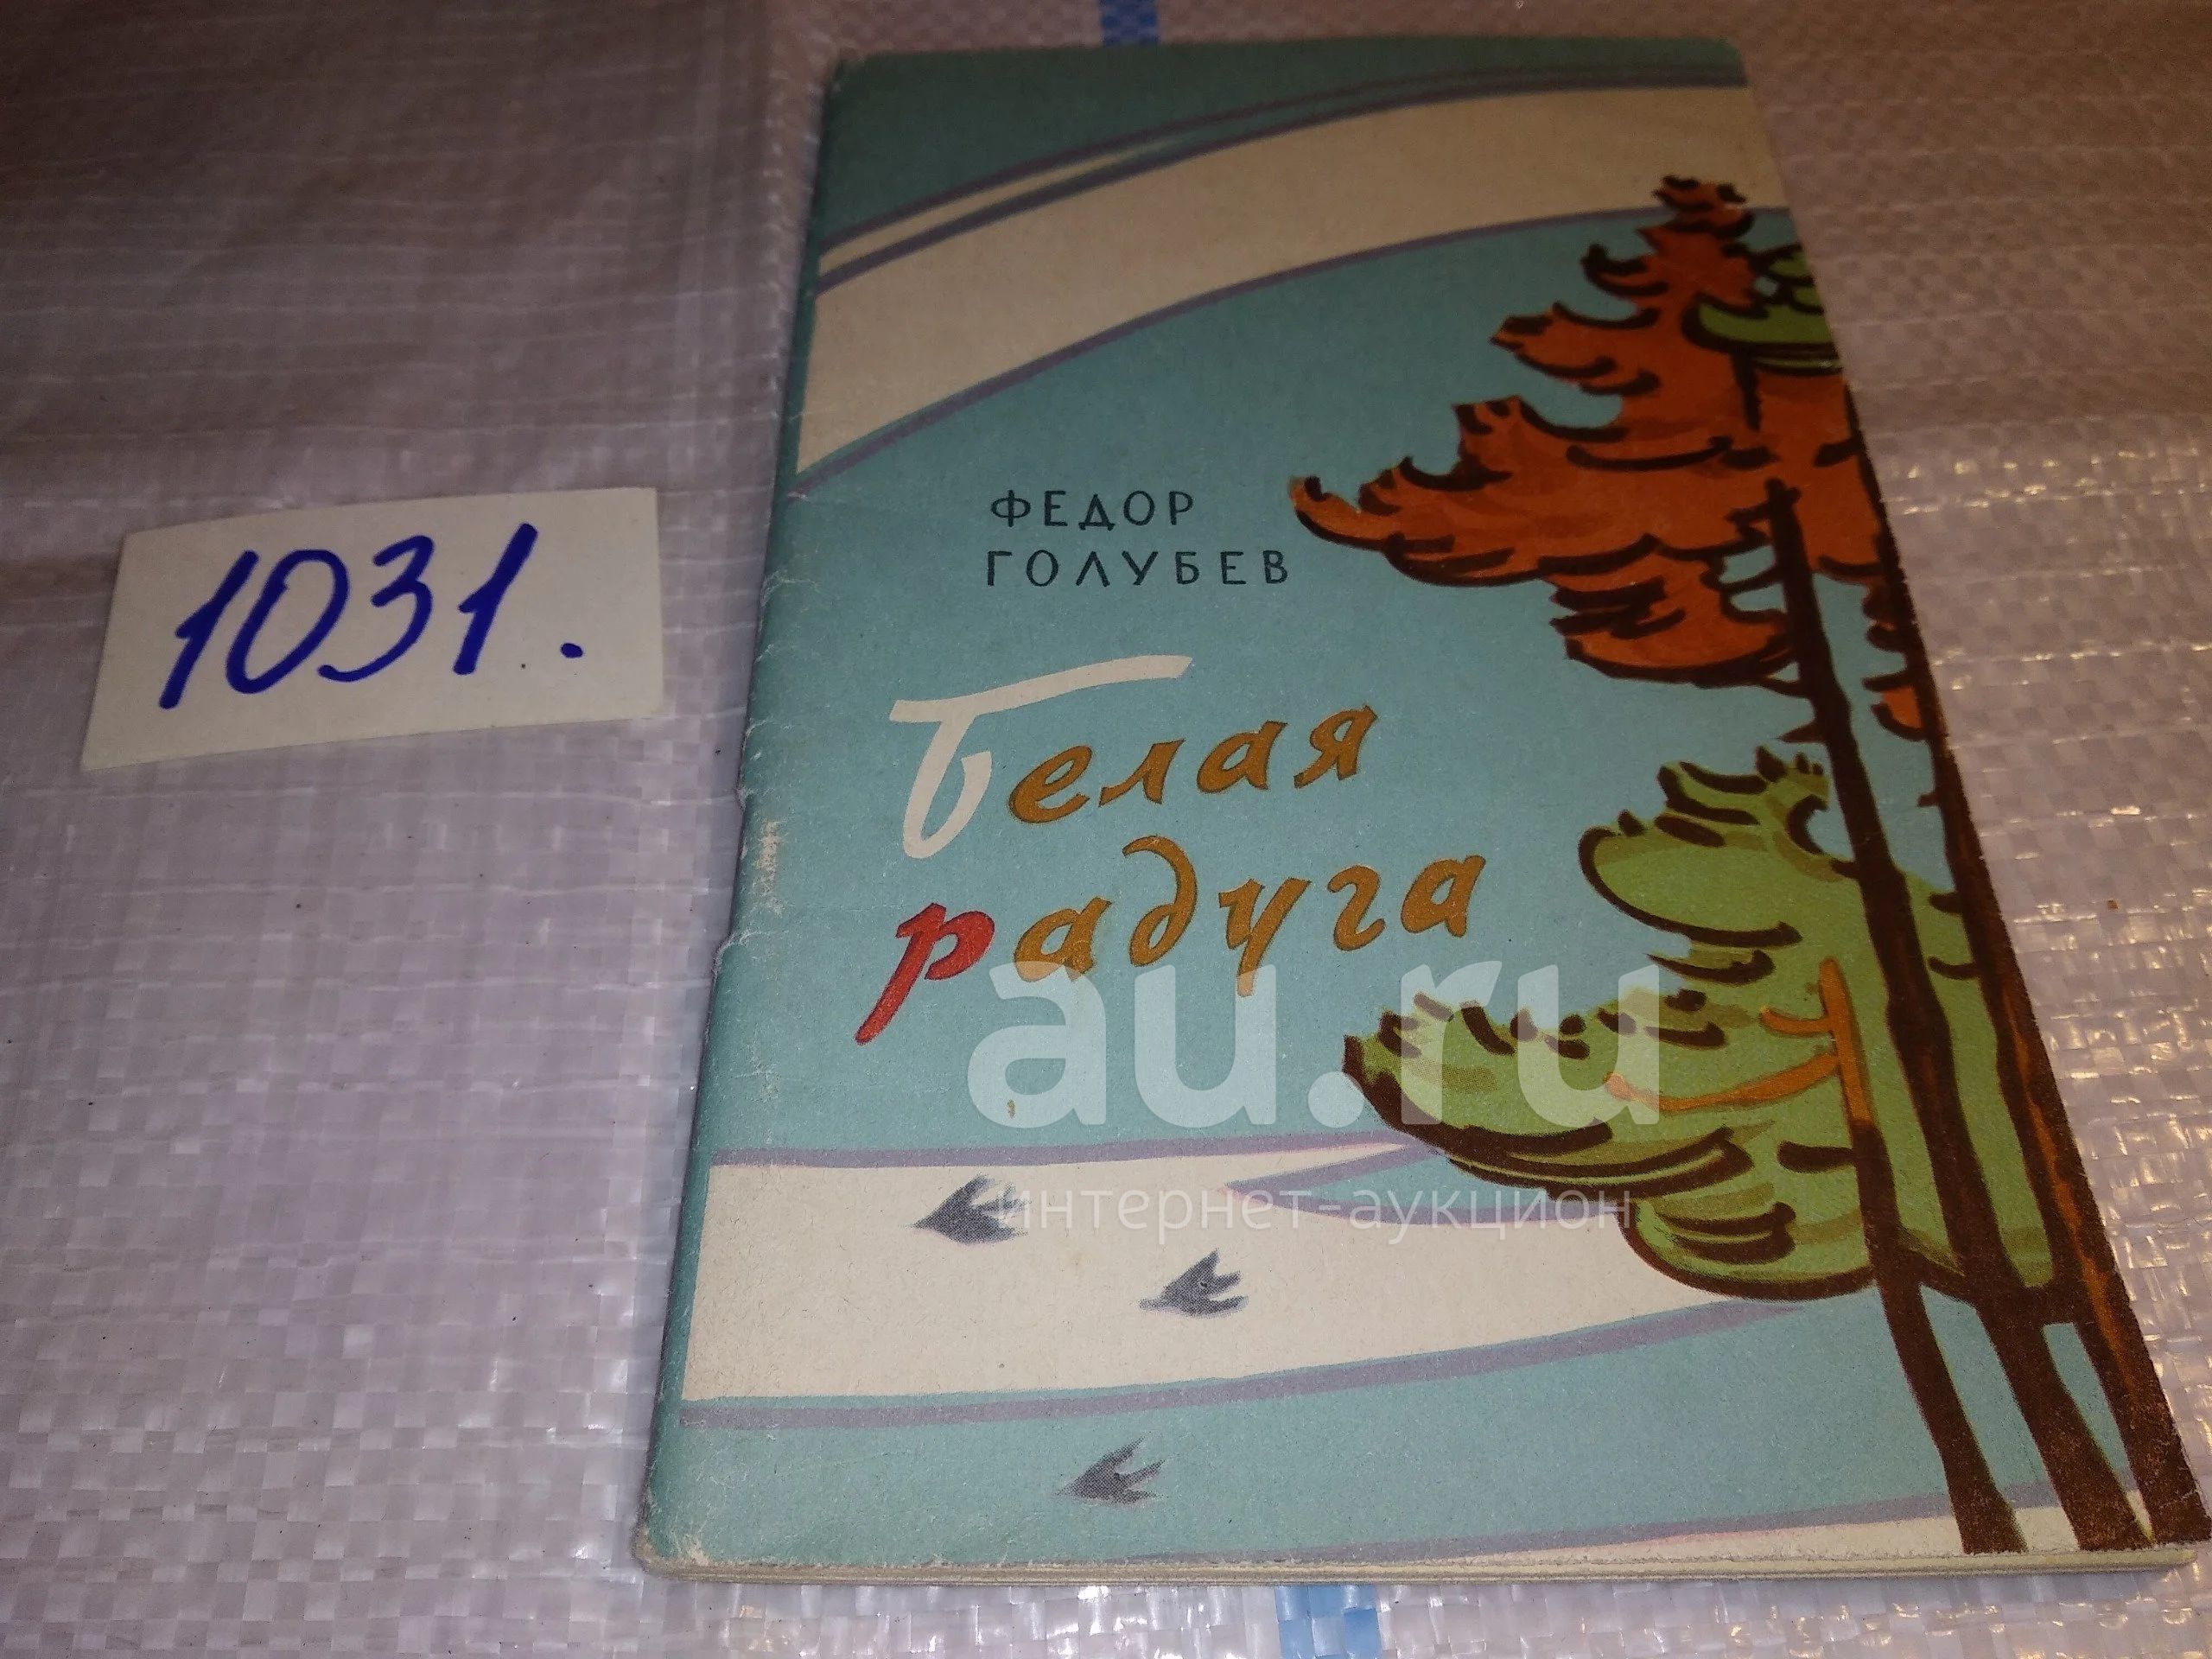 1031.
ФЕДОР
ГОЛУБЕВ
Белая
радуга
au.ru
интернет-аукцион